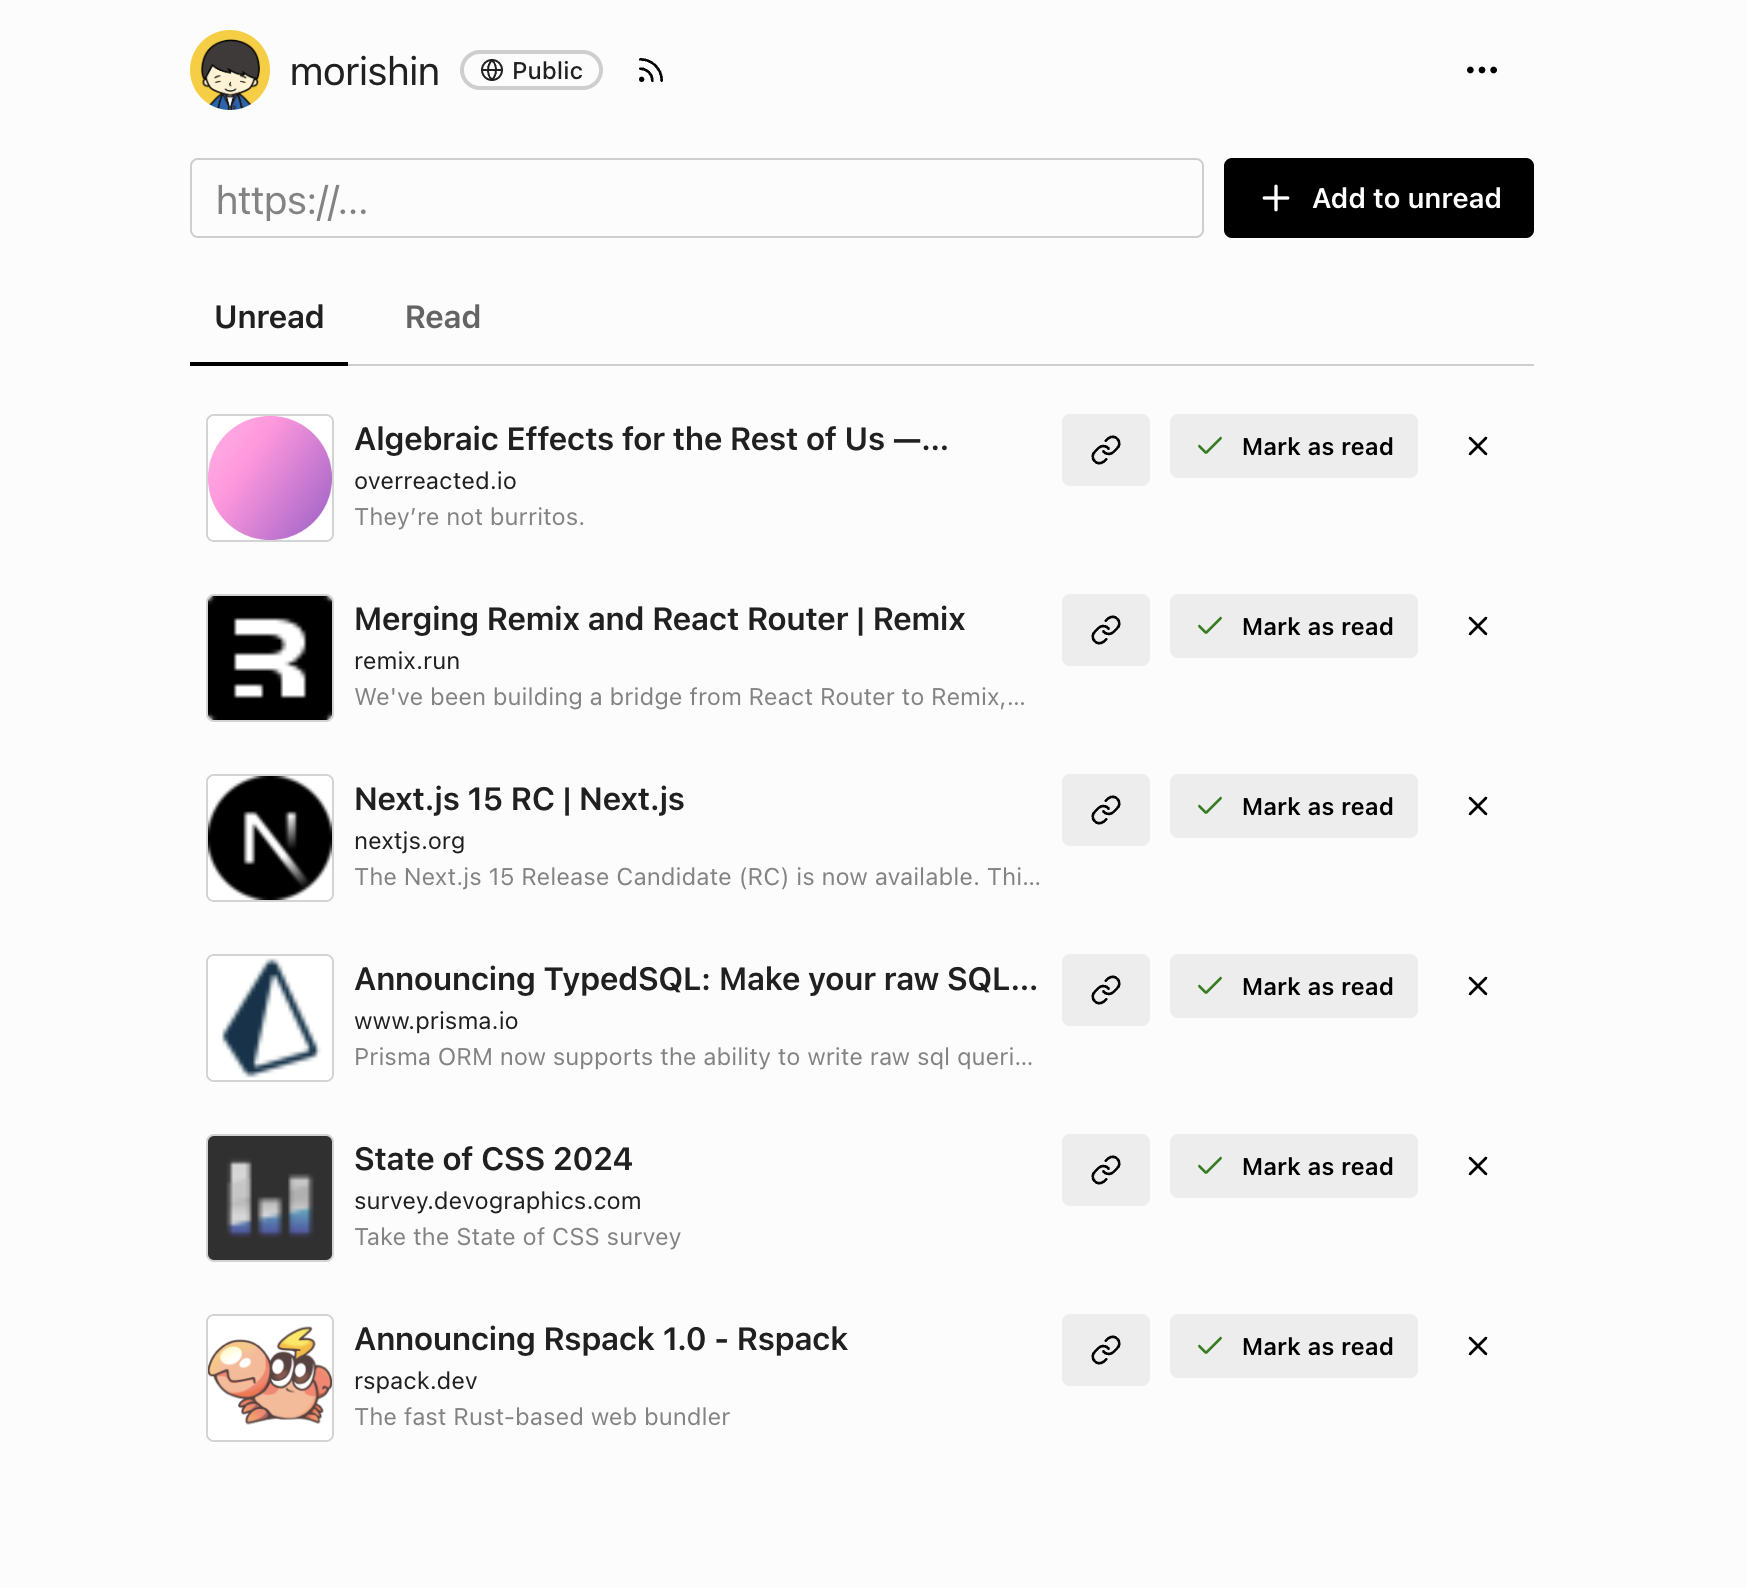 morishin
Public
https://...
Add to unread
Unread
Read
Algebraic Effects for the Rest of Us —...
overreacted.io
They’re not burritos.
Mark as read
Merging Remix and React Router | Remix
remix.run
We've been building a bridge from React Router to Remix,...
Mark as read
Next.js 15 RC | Next.js
nextjs.org
The Next.js 15 Release Candidate (RC) is now available. Thi...
Mark as read
Announcing TypedSQL: Make your raw SQL...
www.prisma.io
Prisma ORM now supports the ability to write raw sql queri...
Mark as read
State of CSS 2024
survey.devographics.com
Take the State of CSS survey
Mark as read
Announcing Rspack 1.0 - Rspack
rspack.dev
The fast Rust-based web bundler
Mark as read